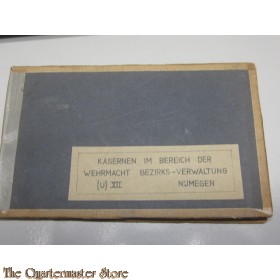 KASERNEN IM BEREICH DER
WEHRMACHT BEZIRKS-VERWALTUNG
(U) XII NIJMEGEN
The Quartermaster Store